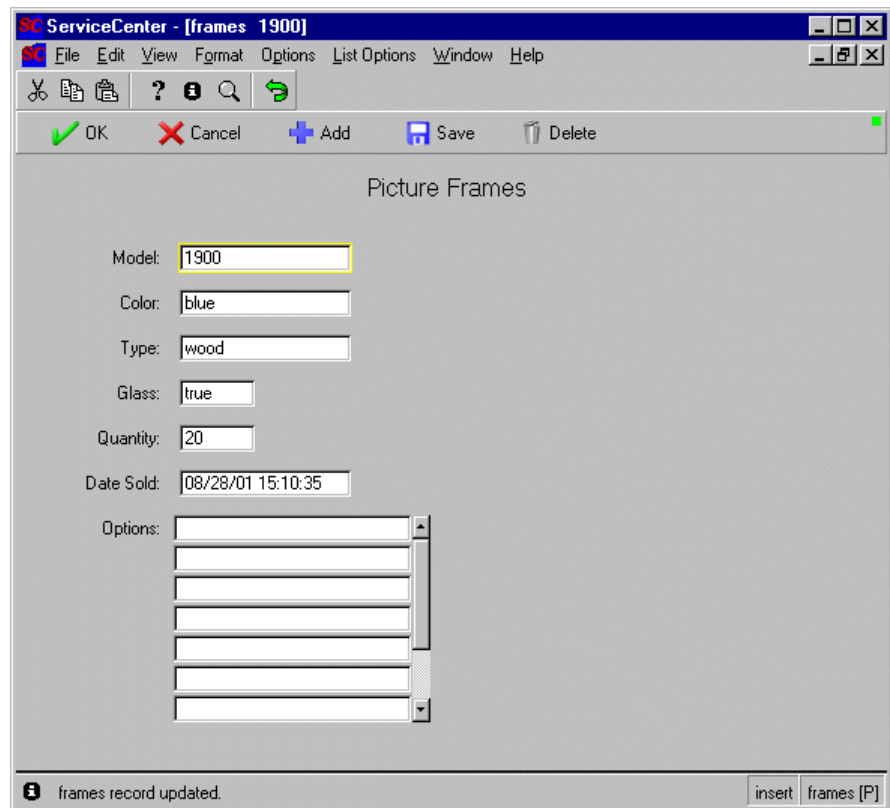 SC ServiceCenter - [frames 1900]
SC File Edit View Format Options List Options Window Help
?
OK Cancel Add Save Delete
Picture Frames
Model: 1900
Color: blue
Type: wood
Glass: true
Quantity: 20
Date Sold: 08/28/01 15:10:35
Options:
frames record updated. insert frames [P]